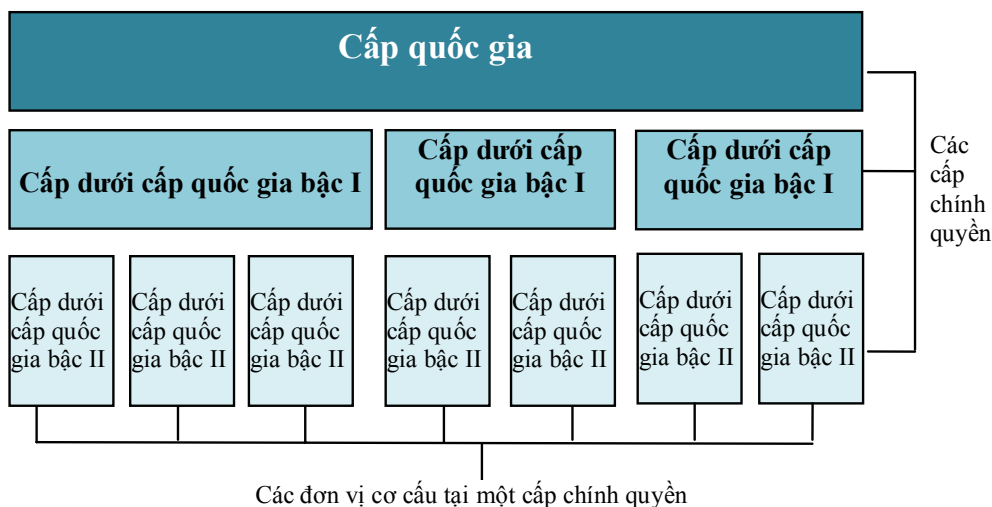 Cấp quốc gia
Cấp dưới cấp quốc gia bậc I
Cấp dưới cấp
quốc gia bậc I
Cấp dưới cấp
quốc gia bậc I
Các
cấp
chính
quyền
Cấp dưới
cấp quốc
gia bậc II
Cấp dưới
cấp quốc
gia bậc II
Cấp dưới
cấp quốc
gia bậc II
Cấp dưới
cấp quốc
gia bậc II
Cấp dưới
cấp quốc
gia bậc II
Cấp dưới
cấp quốc
gia bậc II
Cấp dưới
cấp quốc
gia bậc II
Các đơn vị cơ cấu tại một cấp chính quyền